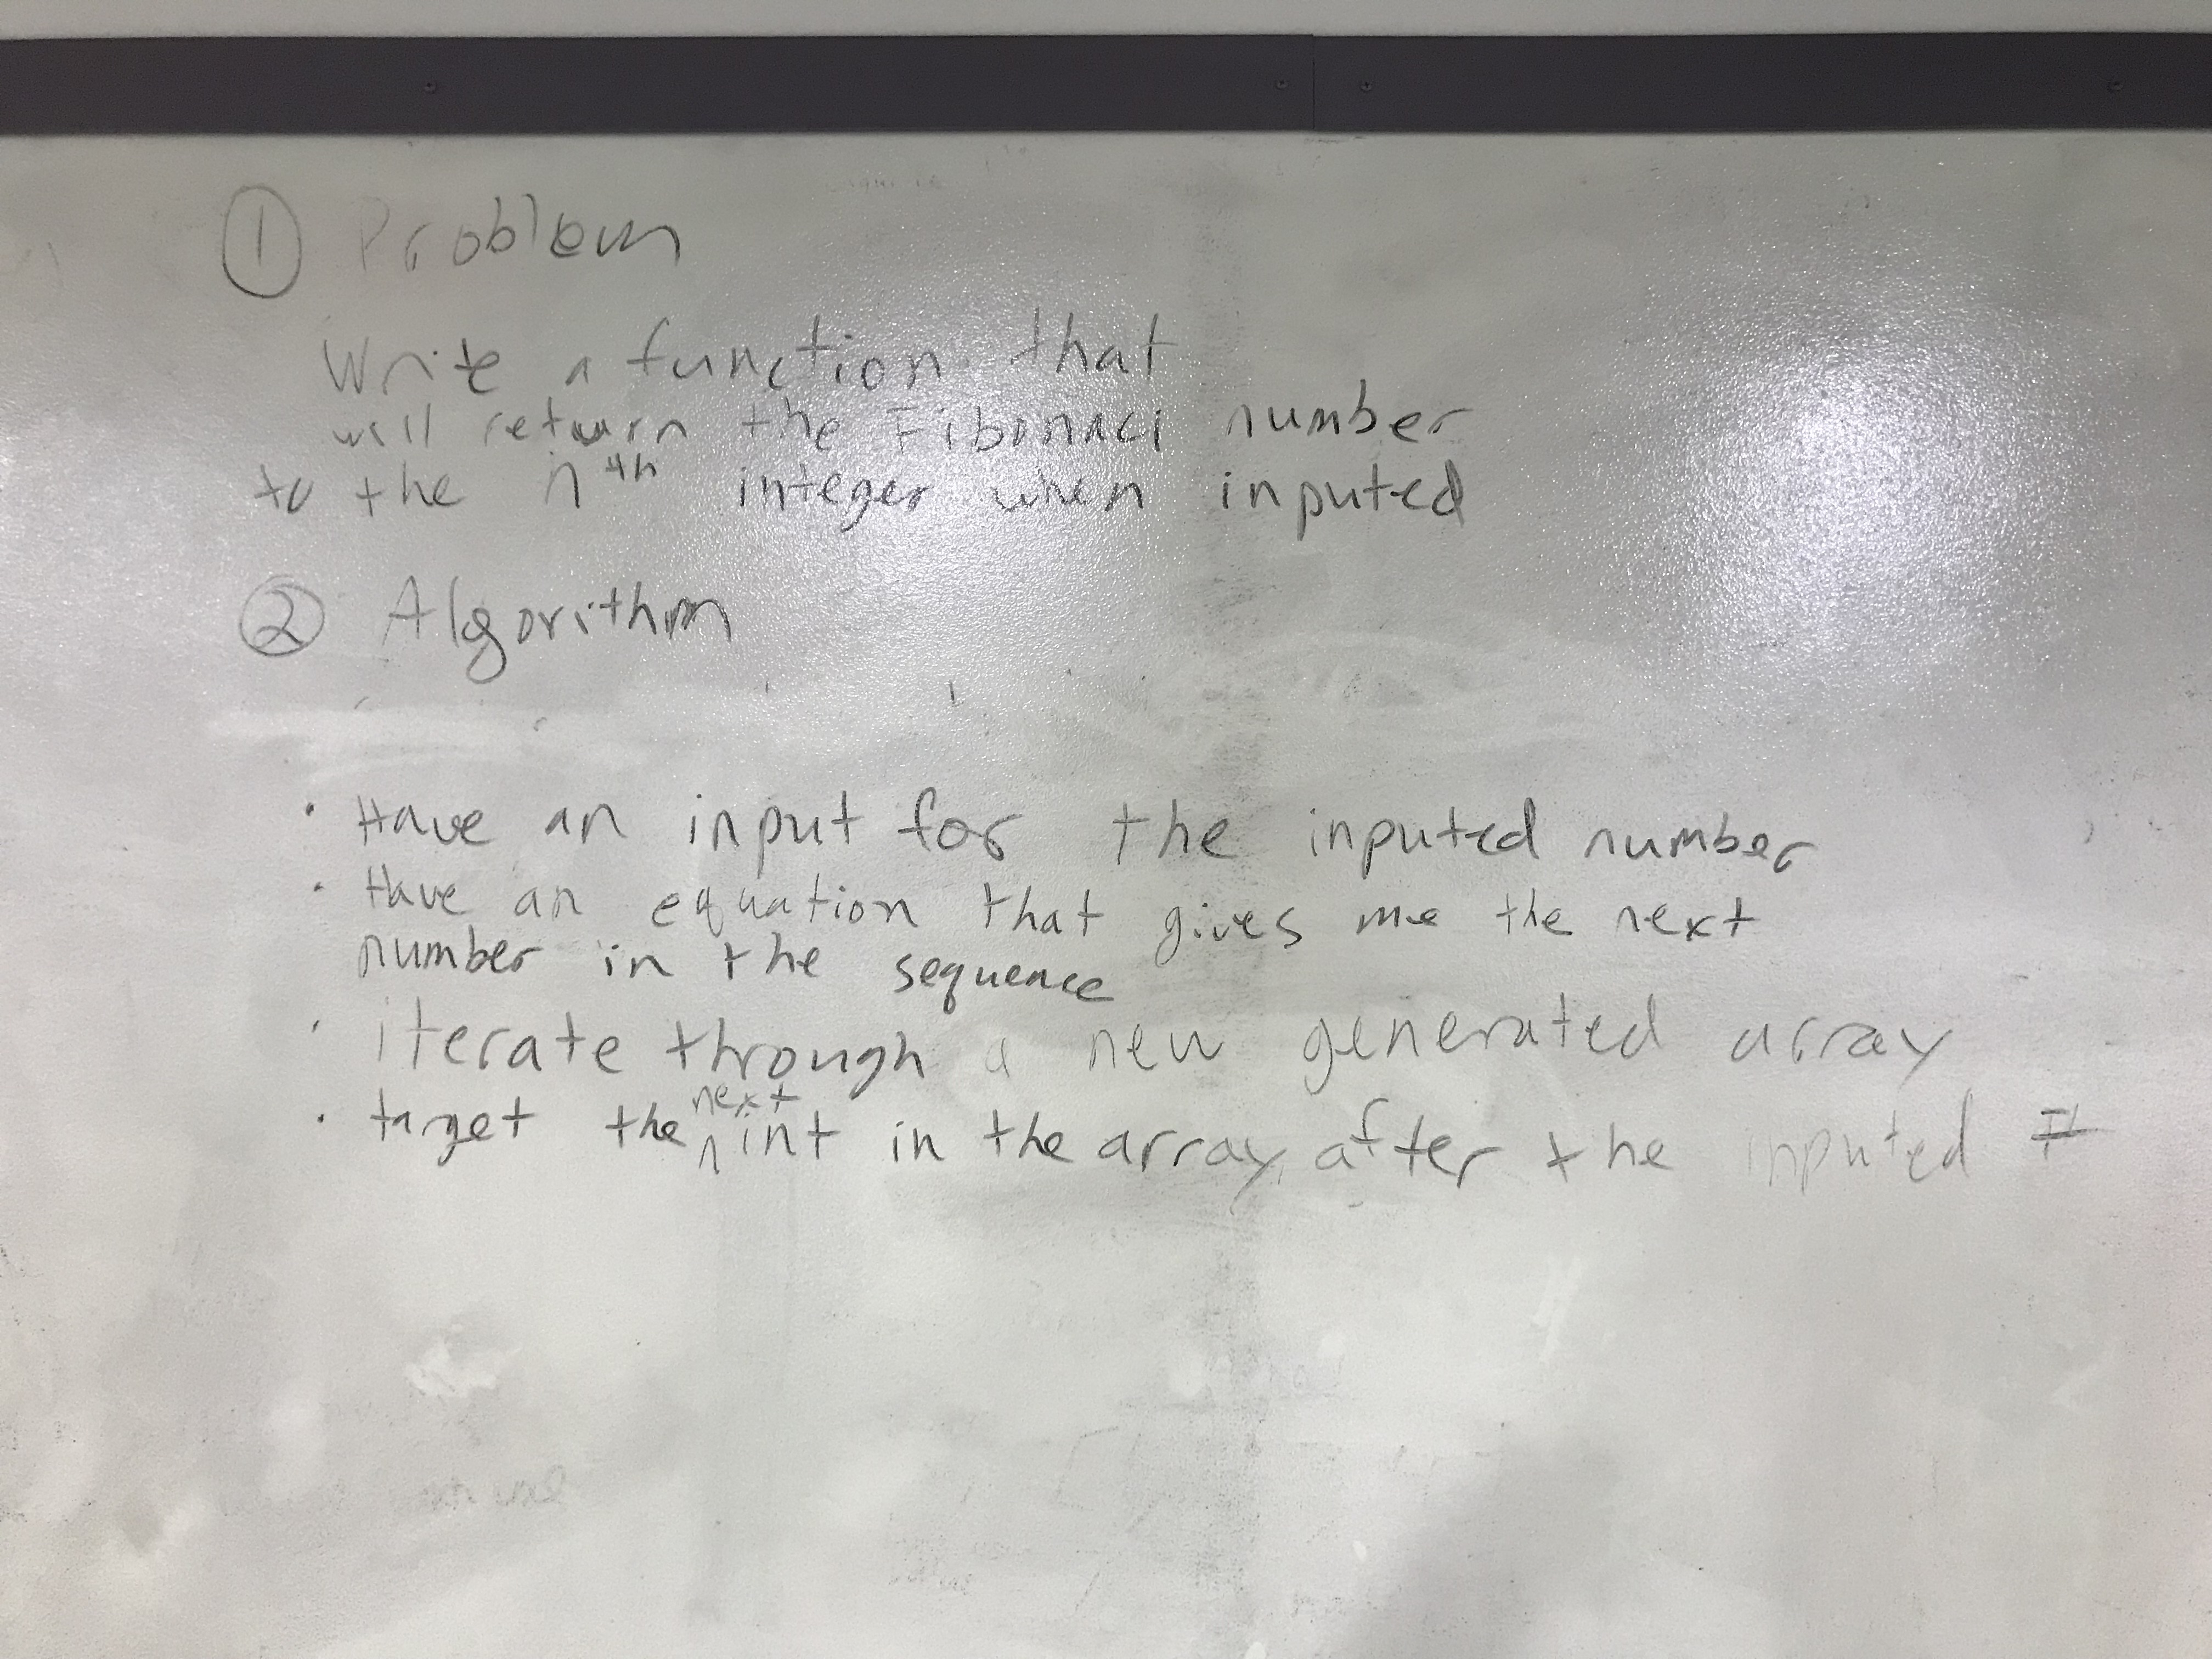 ① Problem
Write a function that
will return the Fibonaci number
to the nth integer when inputed
② Algorithm
· Have an input for the inputed number
· Have an equation that gives me the next
number in the sequence
· iterate through a new generated array
· target the ^next int in the array after the inputed #